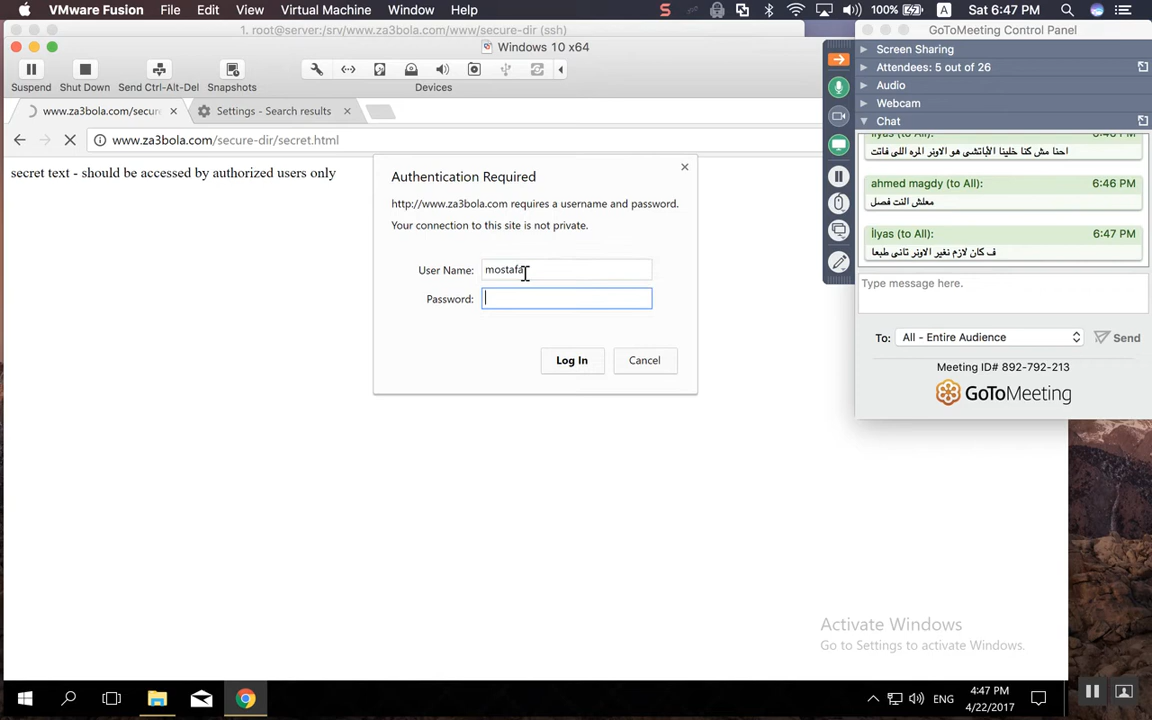 VMware Fusion File Edit View Virtual Machine Window Help
100% A Sat 6:47 PM
1. root@server:/srv/www.za3bola.com/www/secure-dir (ssh)
GoToMeeting Control Panel
Windows 10 x64
Suspend Shut Down Send Ctrl-Alt-Del Snapshots Devices
Screen Sharing
Attendees: 5 out of 26
Audio
Webcam
Chat
www.za3bola.com/secur
Settings - Search results
www.za3bola.com/secure-dir/secret.html
secret text - should be accessed by authorized users only
Authentication Required
http://www.za3bola.com requires a username and password.
Your connection to this site is not private.
User Name: mostafa
Password:
Log In Cancel
احنا مش كنا خلينا الأباتشى هو الاونر المره اللى فاتت
ahmed magdy (to All): 6:46 PM
معلش النت فصل
İlyas (to All): 6:47 PM
ف كان لازم نغير الاونر تانى طبعا
Type message here.
To: All - Entire Audience Send
Meeting ID# 892-792-213
GoToMeeting
Activate Windows
Go to Settings to activate Windows.
ENG
4:47 PM
4/22/2017